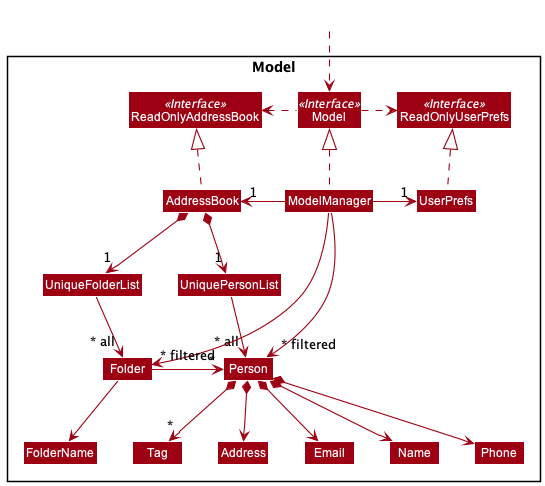 Model
«Interface»
ReadOnlyAddressBook
«Interface»
Model
«Interface»
ReadOnlyUserPrefs
AddressBook
1
ModelManager
1
UserPrefs
1
1
UniqueFolderList
UniquePersonList
* all
* filtered
* all
* filtered
Folder
Person
*
FolderName
Tag
Address
Email
Name
Phone